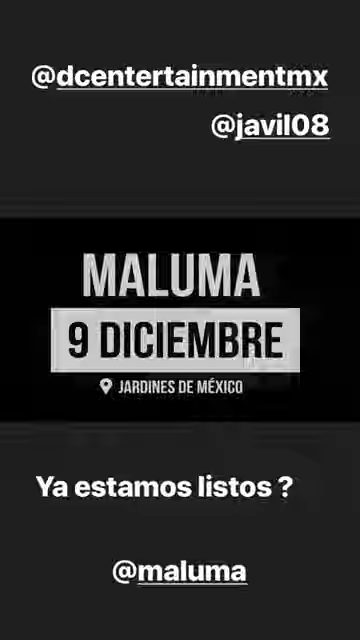 @dcentertainmentmx
@javil08
MALUMA
9 DICIEMBRE
JARDINES DE MÉXICO
Ya estamos listos ?
@maluma